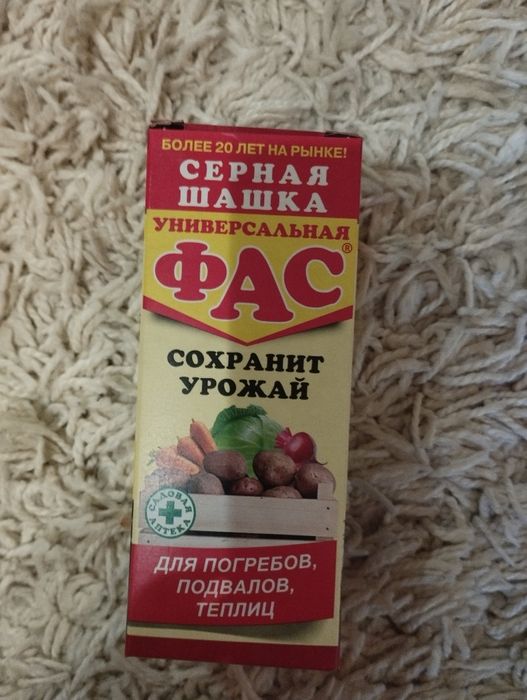 БОЛЕЕ 20 ЛЕТ НА РЫНКЕ!
СЕРНАЯ
ШАШКА
УНИВЕРСАЛЬНАЯ
ФАС®
СОХРАНИТ
УРОЖАЙ
САДОВАЯ
АПТЕКА
ДЛЯ ПОГРЕБОВ,
ПОДВАЛОВ,
ТЕПЛИЦ